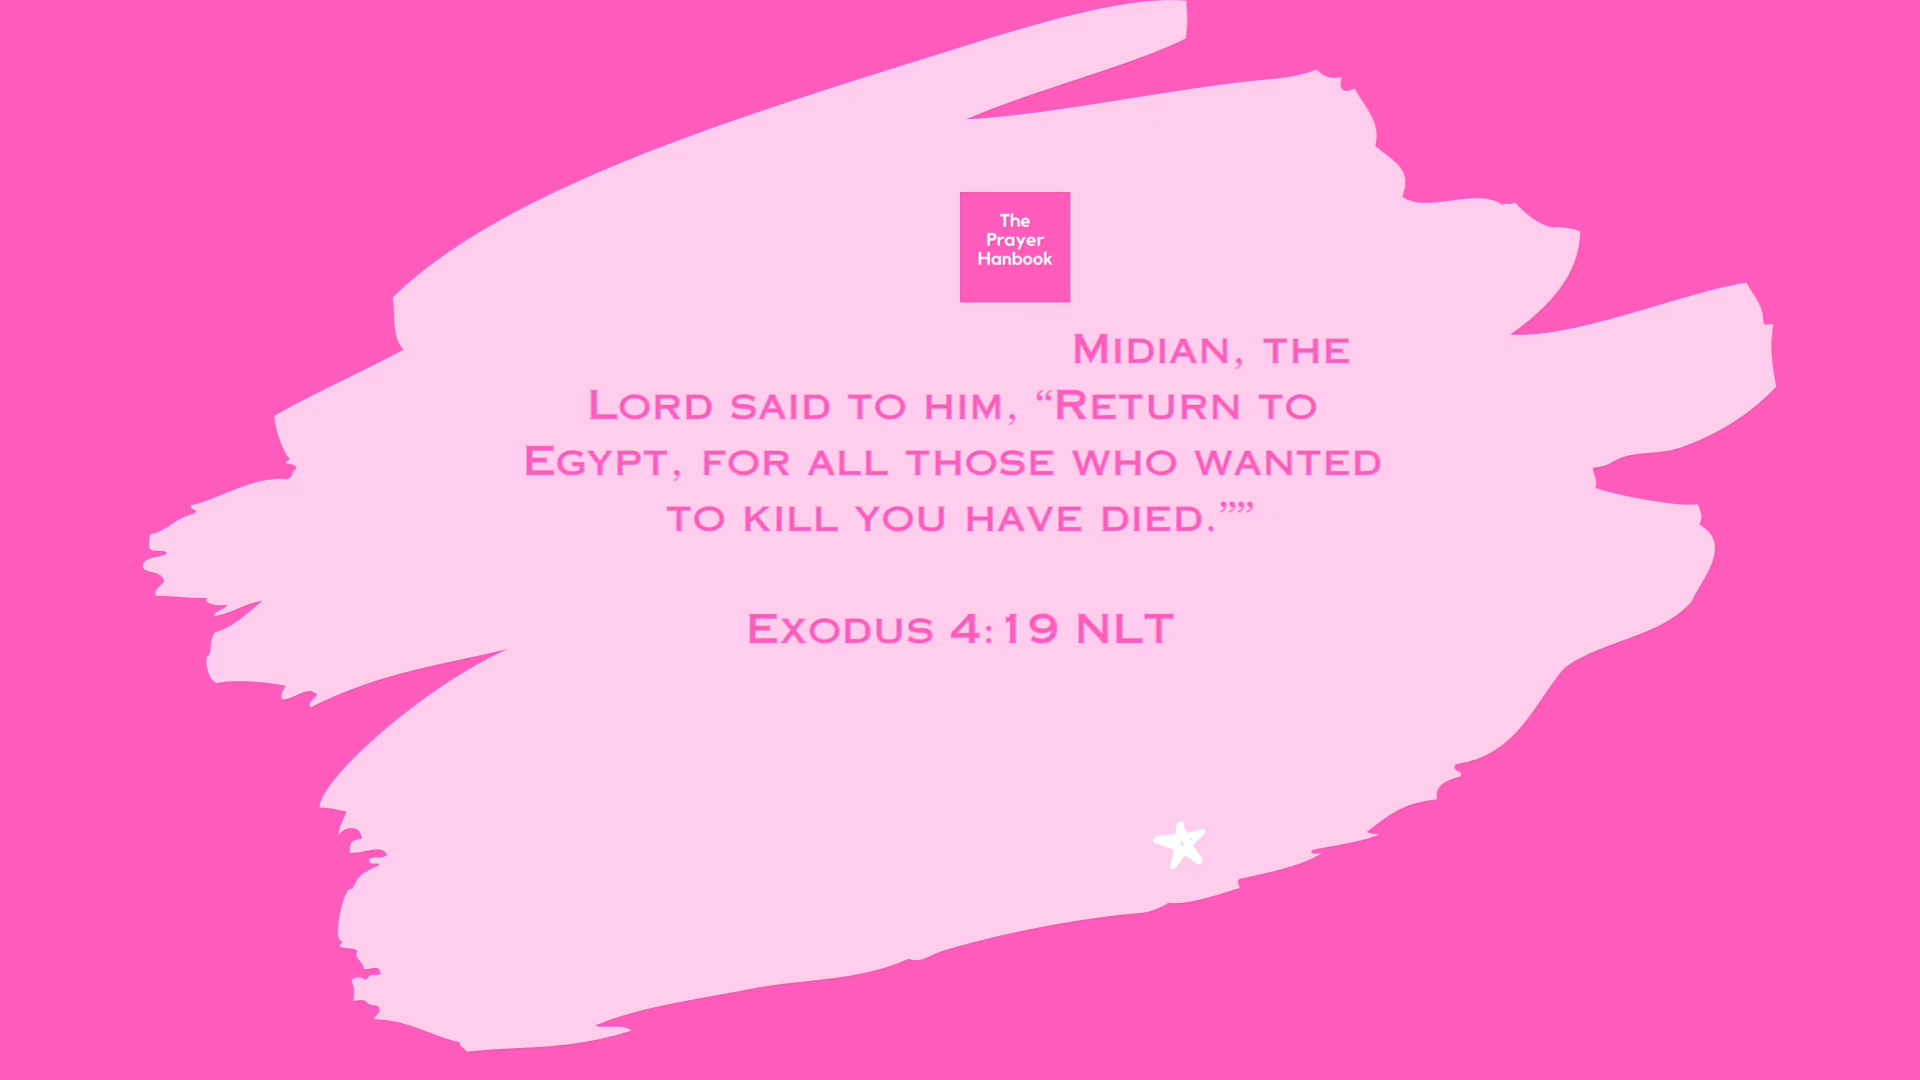 The
Prayer
Hanbook
Midian, the
Lord said to him, “Return to
Egypt, for all those who wanted
to kill you have died.””
Exodus 4:19 NLT